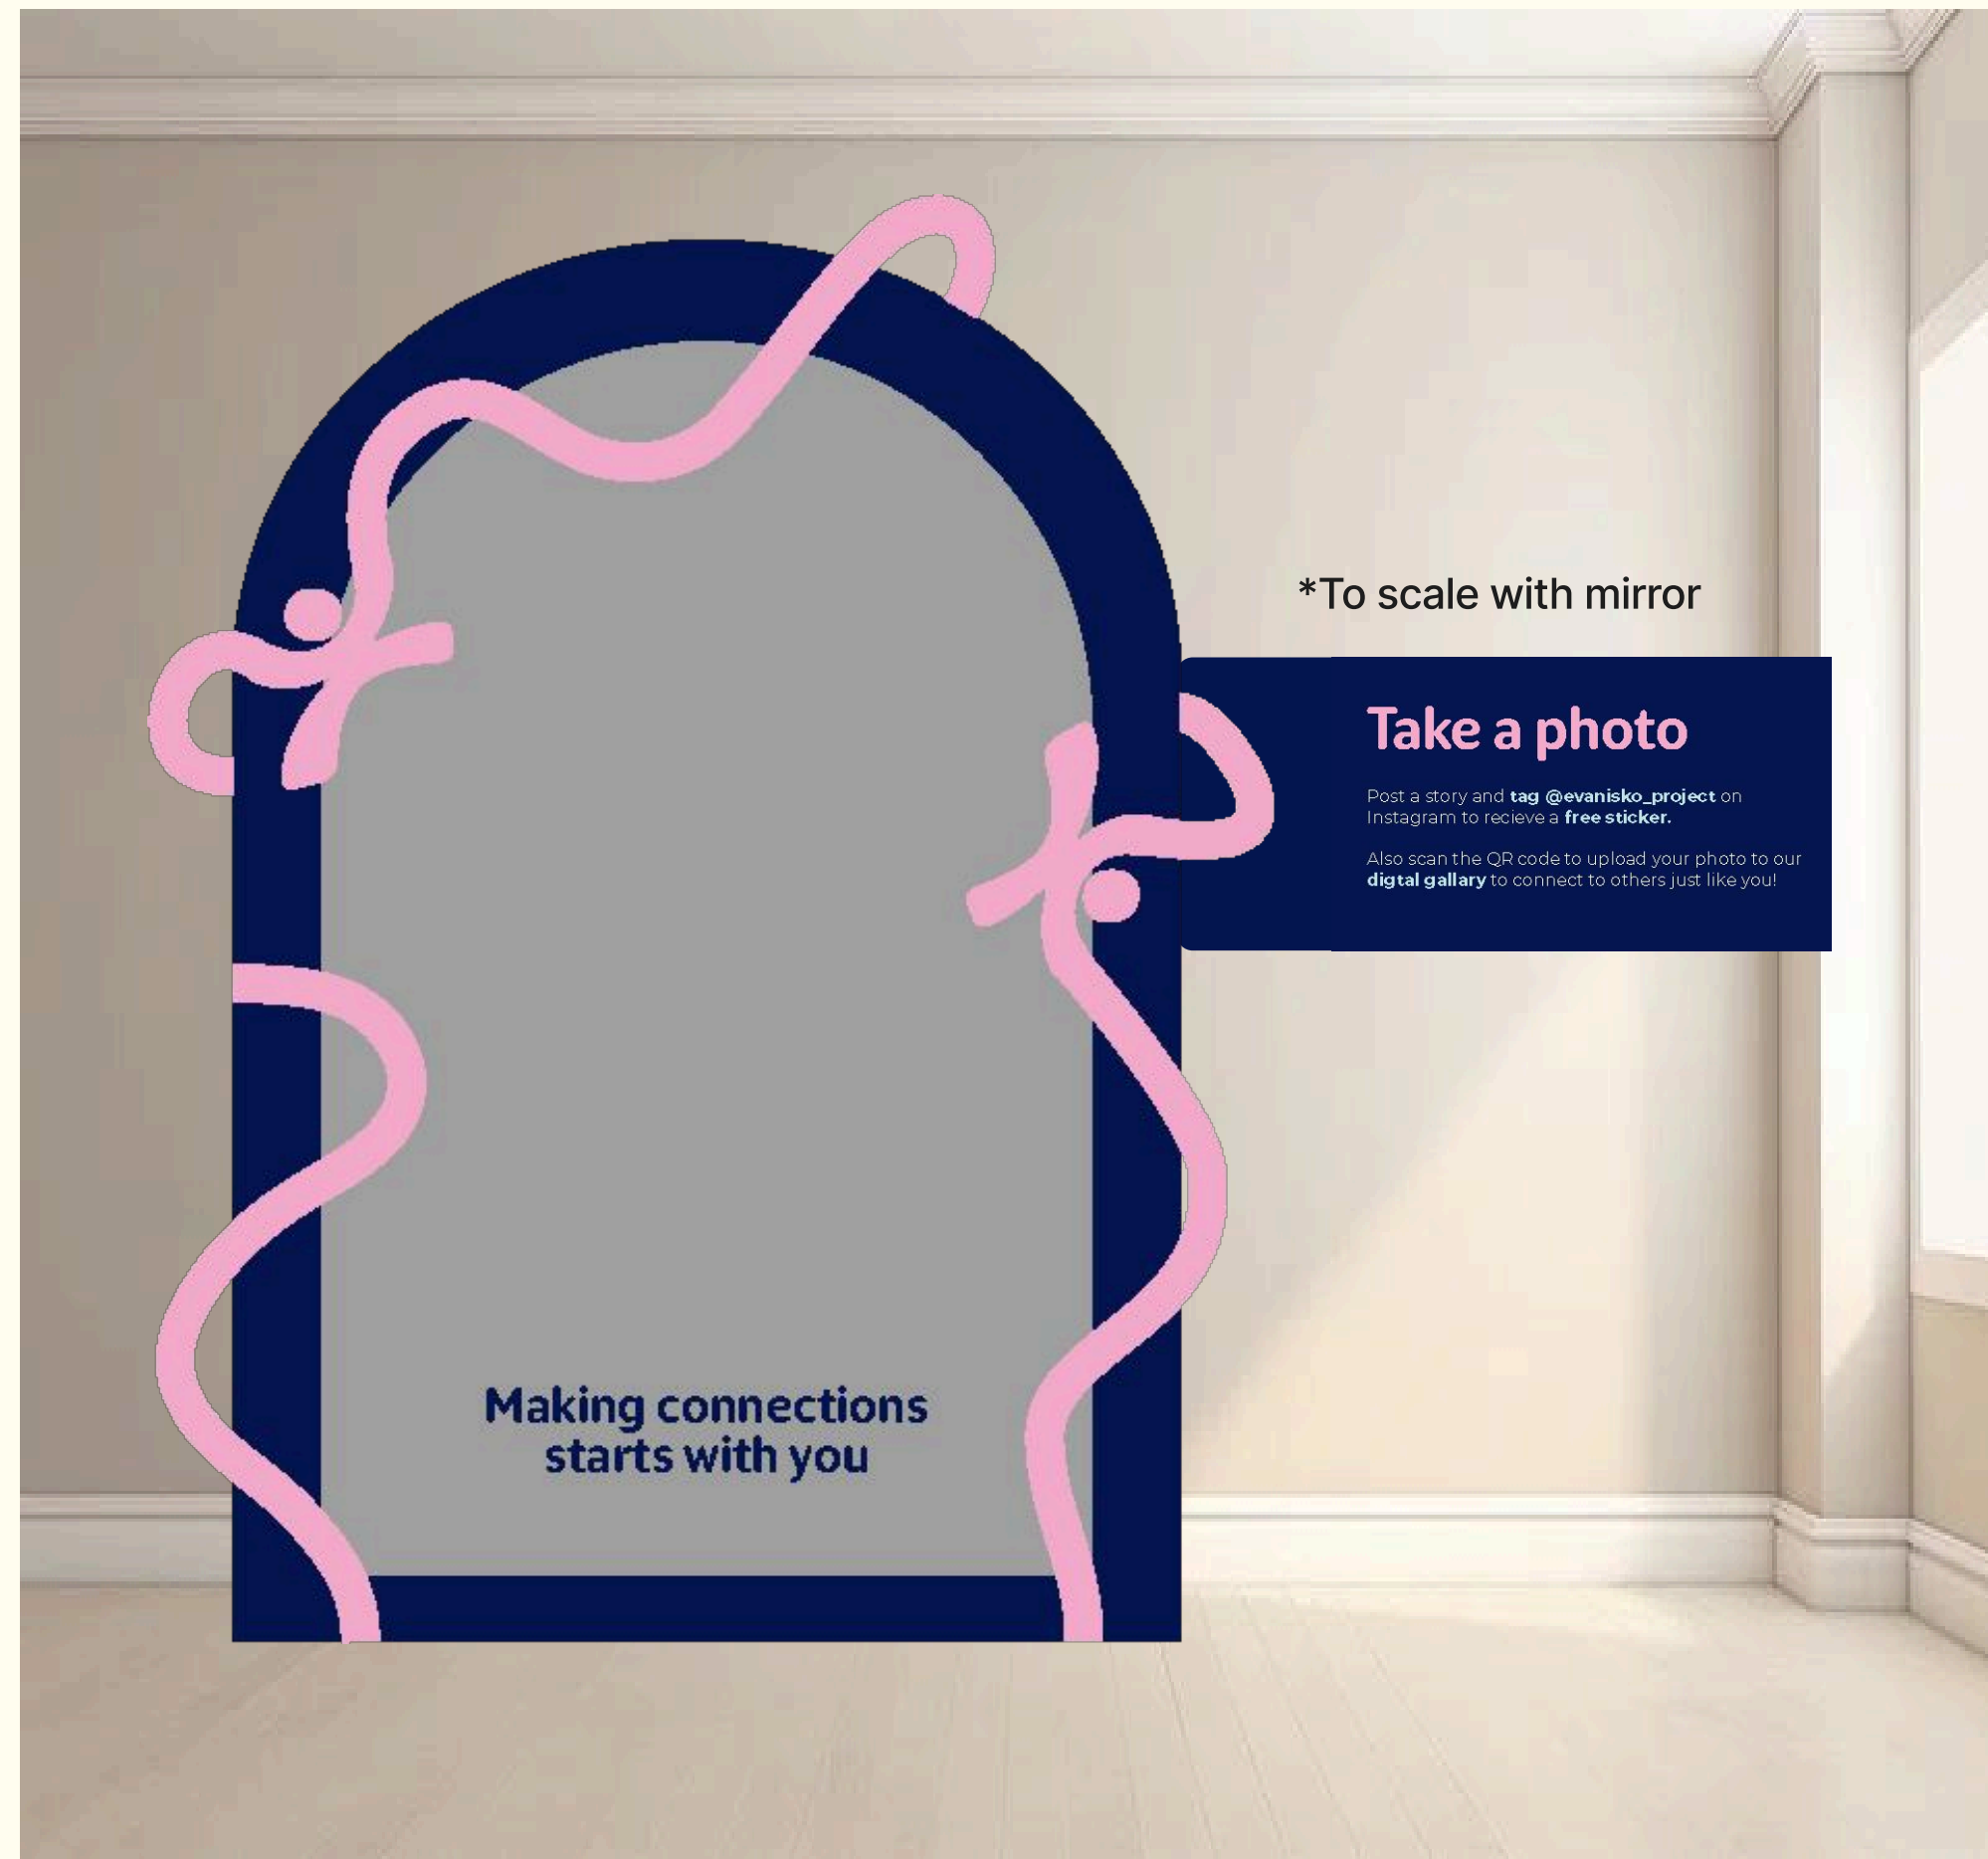 *To scale with mirror
Take a photo
Post a story and tag @evanisko_project on
Instagram to recieve a free sticker.
Also scan the QR code to upload your photo to our
digtal gallary to connect to others just like you!
Making connections
starts with you